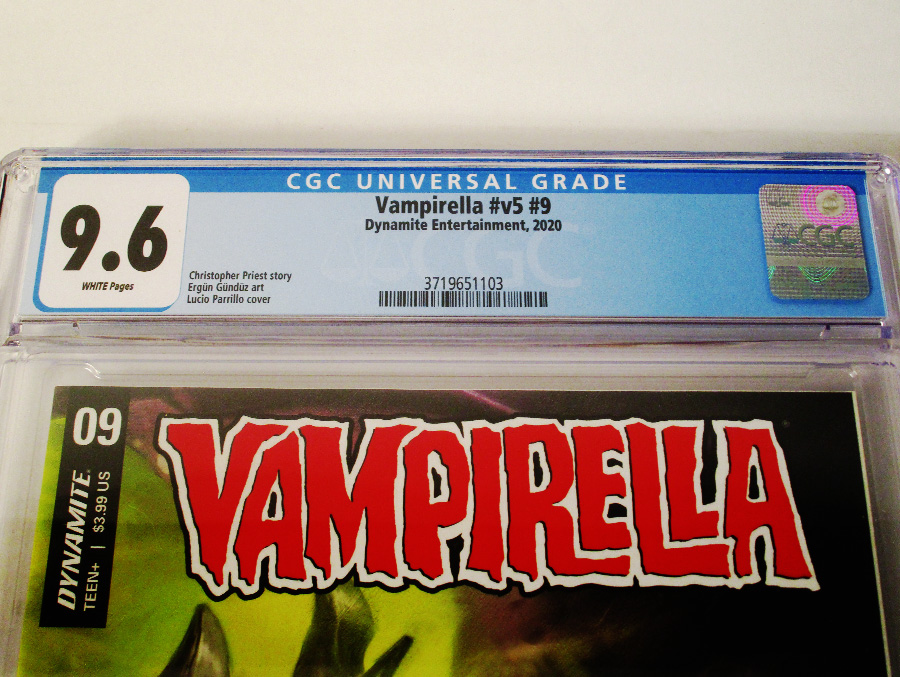 CGC UNIVERSAL GRADE
9.6
WHITE Pages
Vampirella #v5 #9
Dynamite Entertainment, 2020
Christopher Priest story
Ergün Gündüz art
Lucio Parrillo cover
3719651103
CGC
CGC
09
DYNAMITE
TEEN+ | $3.99 US
VAMPIRELLA